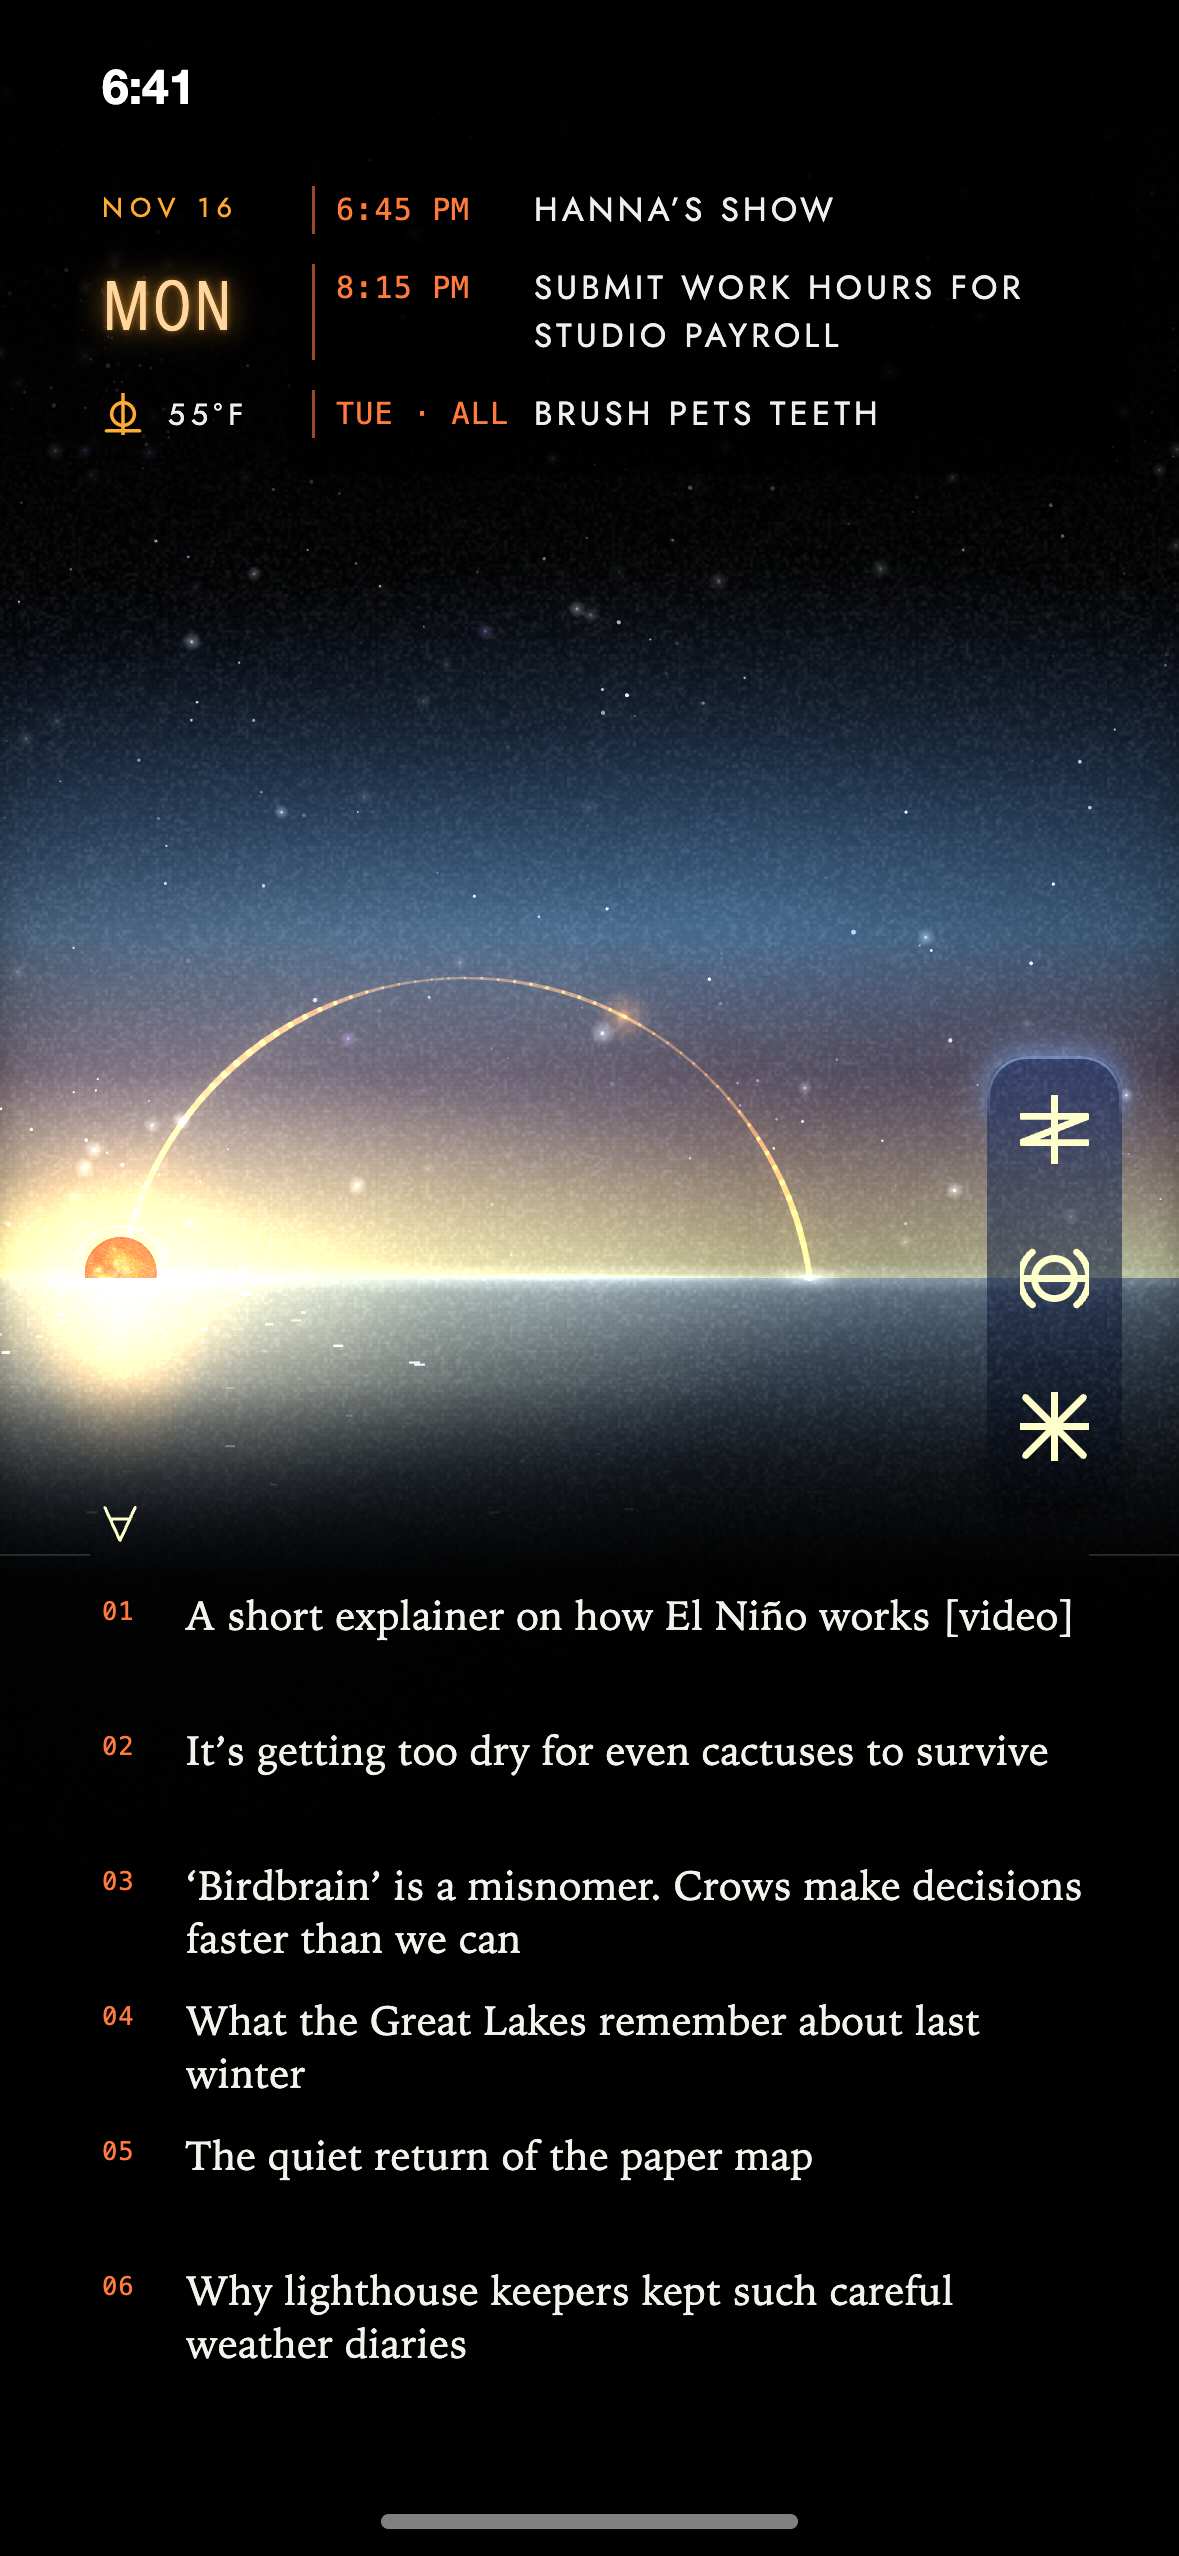 6:41
NOV 16
MON
55°F
6:45 PM HANNA’S SHOW
8:15 PM SUBMIT WORK HOURS FOR
STUDIO PAYROLL
TUE · ALL BRUSH PETS TEETH
01 A short explainer on how El Niño works [video]
02 It’s getting too dry for even cactuses to survive
03 ‘Birdbrain’ is a misnomer. Crows make decisions
faster than we can
04 What the Great Lakes remember about last
winter
05 The quiet return of the paper map
06 Why lighthouse keepers kept such careful
weather diaries